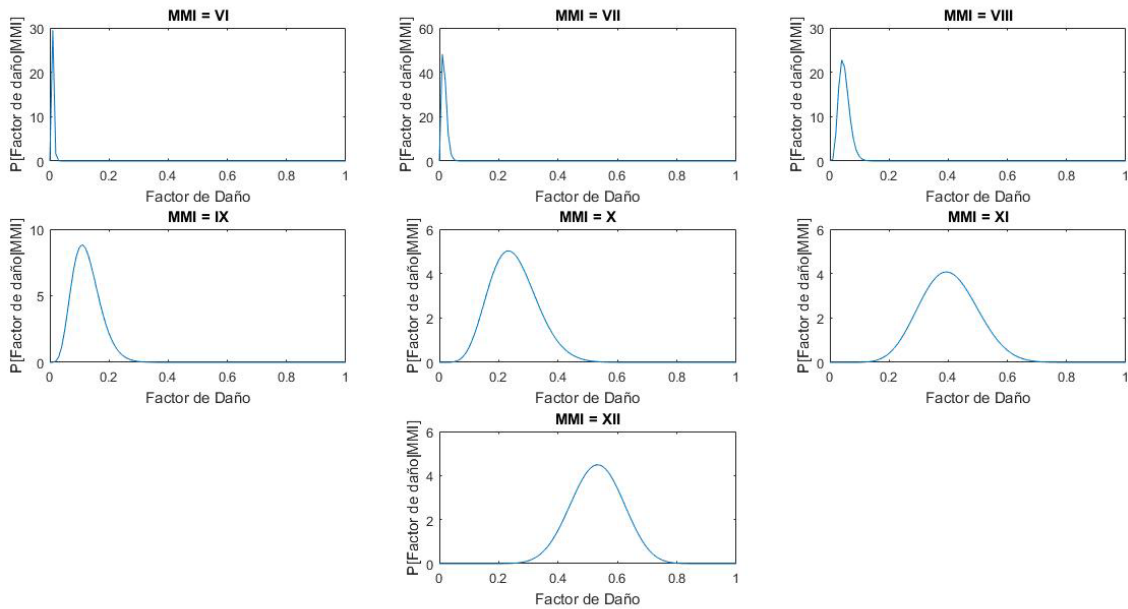 MMI = VI
P[Factor de daño|MMI]
30
20
10
0
0 0.2 0.4 0.6 0.8 1
Factor de Daño
MMI = VII
P[Factor de daño|MMI]
60
40
20
0
0 0.2 0.4 0.6 0.8 1
Factor de Daño
MMI = VIII
P[Factor de daño|MMI]
30
20
10
0
0 0.2 0.4 0.6 0.8 1
Factor de Daño
MMI = IX
P[Factor de daño|MMI]
10
5
0
0 0.2 0.4 0.6 0.8 1
Factor de Daño
MMI = X
P[Factor de daño|MMI]
6
4
2
0
0 0.2 0.4 0.6 0.8 1
Factor de Daño
MMI = XI
P[Factor de daño|MMI]
6
4
2
0
0 0.2 0.4 0.6 0.8 1
Factor de Daño
MMI = XII
P[Factor de daño|MMI]
6
4
2
0
0 0.2 0.4 0.6 0.8 1
Factor de Daño